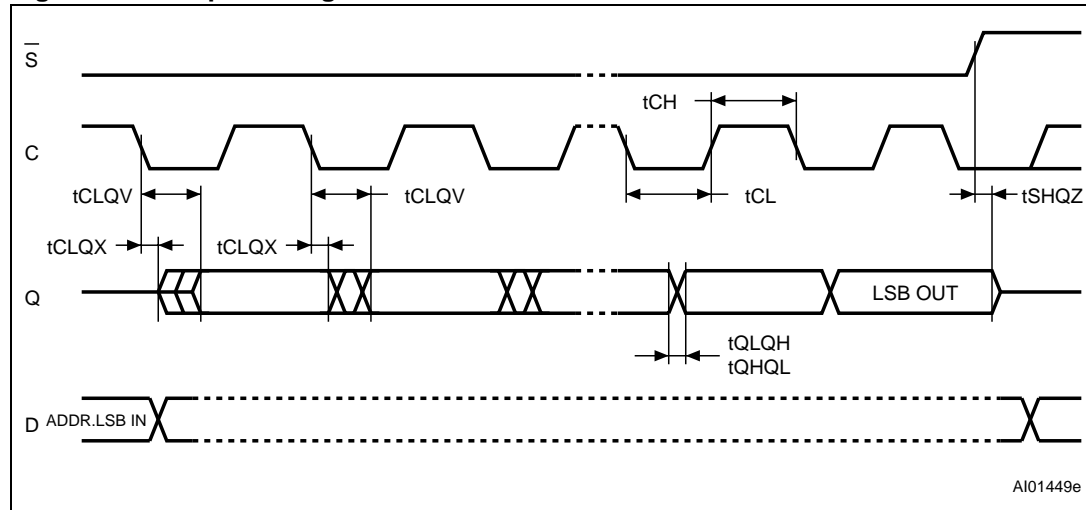 S
tCH
C
tCLQV
tCLQV
tCL
tSHQZ
tCLQX
tCLQX
Q
LSB OUT
tQLQH
tQHQL
D
ADDR.LSB IN
AI01449e